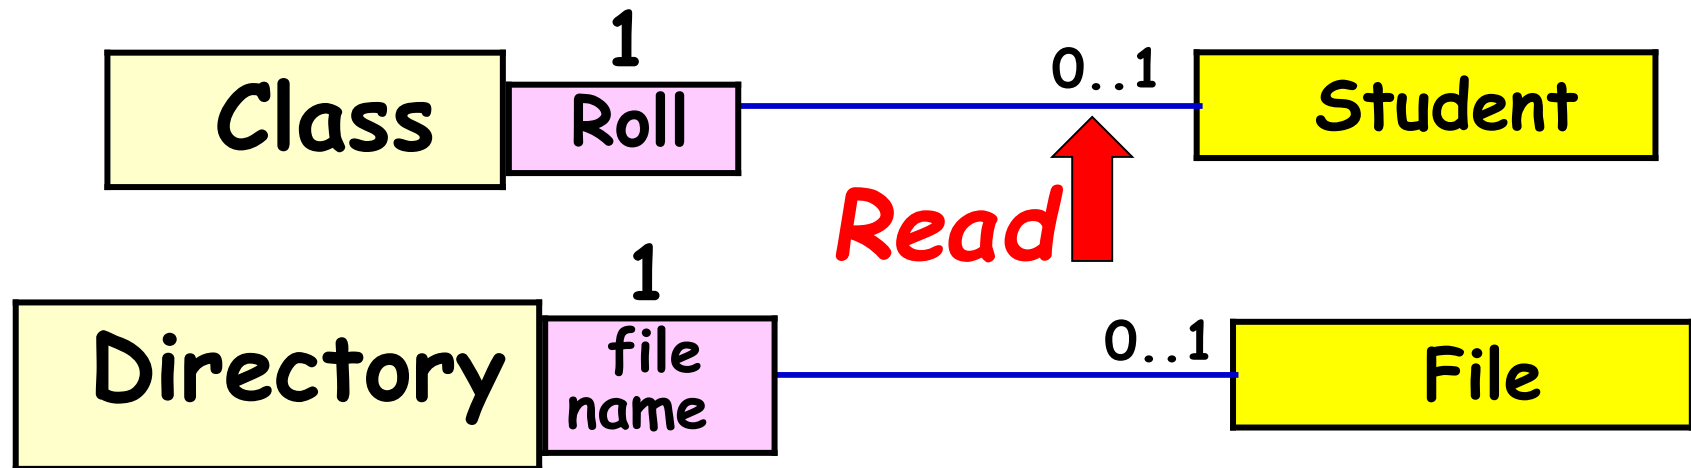 1
Class
Roll
0..1
Student
Read
1
Directory
file
name
0..1
File